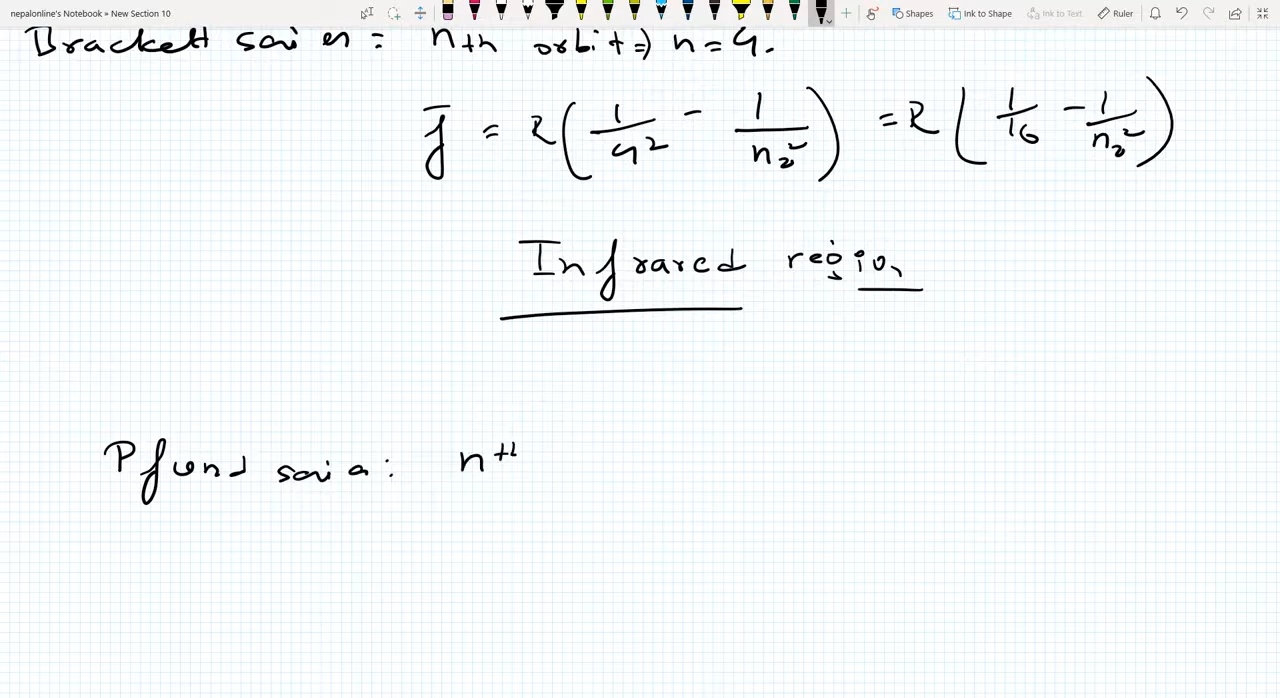 nepalonline's Notebook » New Section 10
Shapes Ink to Shape Ink to Text Ruler
Brackett series = nth orbit ⇒ n = 4.
f̄ = R(1/4² - 1/n₂²) = R(1/16 - 1/n₂²)
Infrared region
Pfund series : nth